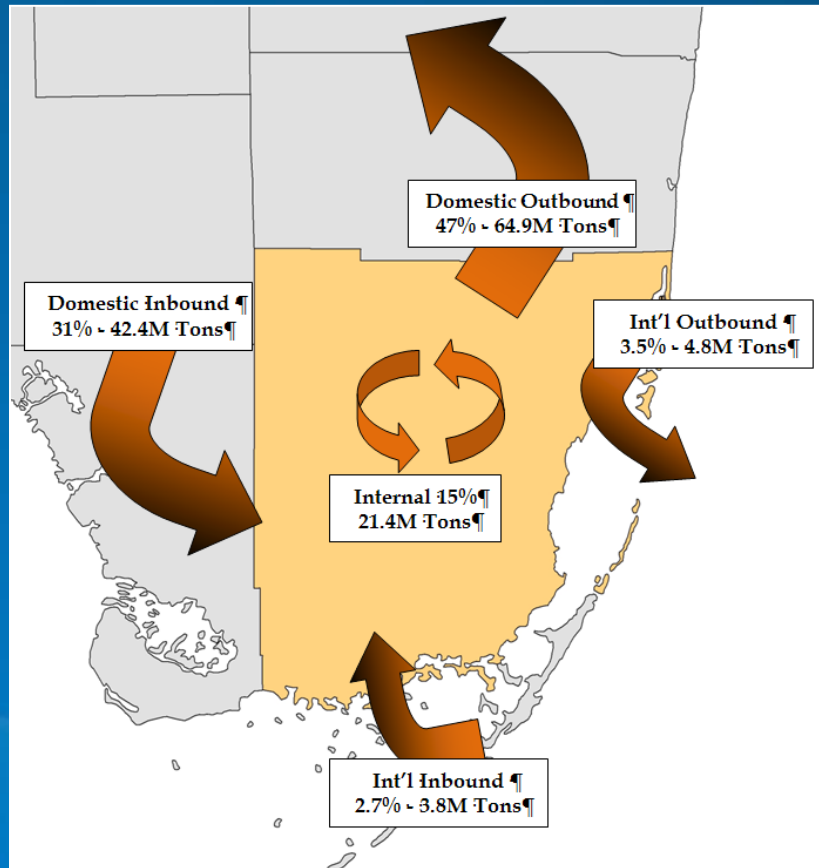 Domestic Outbound ¶
47% - 64.9M Tons¶
Domestic Inbound ¶
31% - 42.4M Tons¶
Int'l Outbound ¶
3.5% - 4.8M Tons¶
Internal 15%¶
21.4M Tons¶
Int'l Inbound ¶
2.7% - 3.8M Tons¶